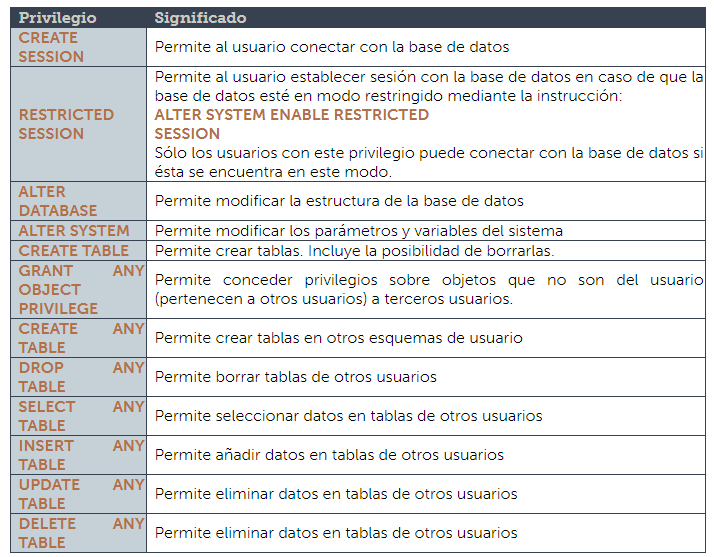 Privilegio Significado
CREATE
SESSION
Permite al usuario conectar con la base de datos
RESTRICTED
SESSION
Permite al usuario establecer sesión con la base de datos en caso de que la
base de datos esté en modo restringido mediante la instrucción:
ALTER SYSTEM ENABLE RESTRICTED
SESSION
Sólo los usuarios con este privilegio puede conectar con la base de datos si
ésta se encuentra en este modo.
ALTER
DATABASE
Permite modificar la estructura de la base de datos
ALTER SYSTEM Permite modificar los parámetros y variables del sistema
CREATE TABLE Permite crear tablas. Incluye la posibilidad de borrarlas.
GRANT ANY
OBJECT
PRIVILEGE
Permite conceder privilegios sobre objetos que no son del usuario
(pertenecen a otros usuarios) a terceros usuarios.
CREATE ANY
TABLE
Permite crear tablas en otros esquemas de usuario
DROP ANY
TABLE
Permite borrar tablas de otros usuarios
SELECT ANY
TABLE
Permite seleccionar datos en tablas de otros usuarios
INSERT ANY
TABLE
Permite añadir datos en tablas de otros usuarios
UPDATE ANY
TABLE
Permite eliminar datos en tablas de otros usuarios
DELETE ANY
TABLE
Permite eliminar datos en tablas de otros usuarios